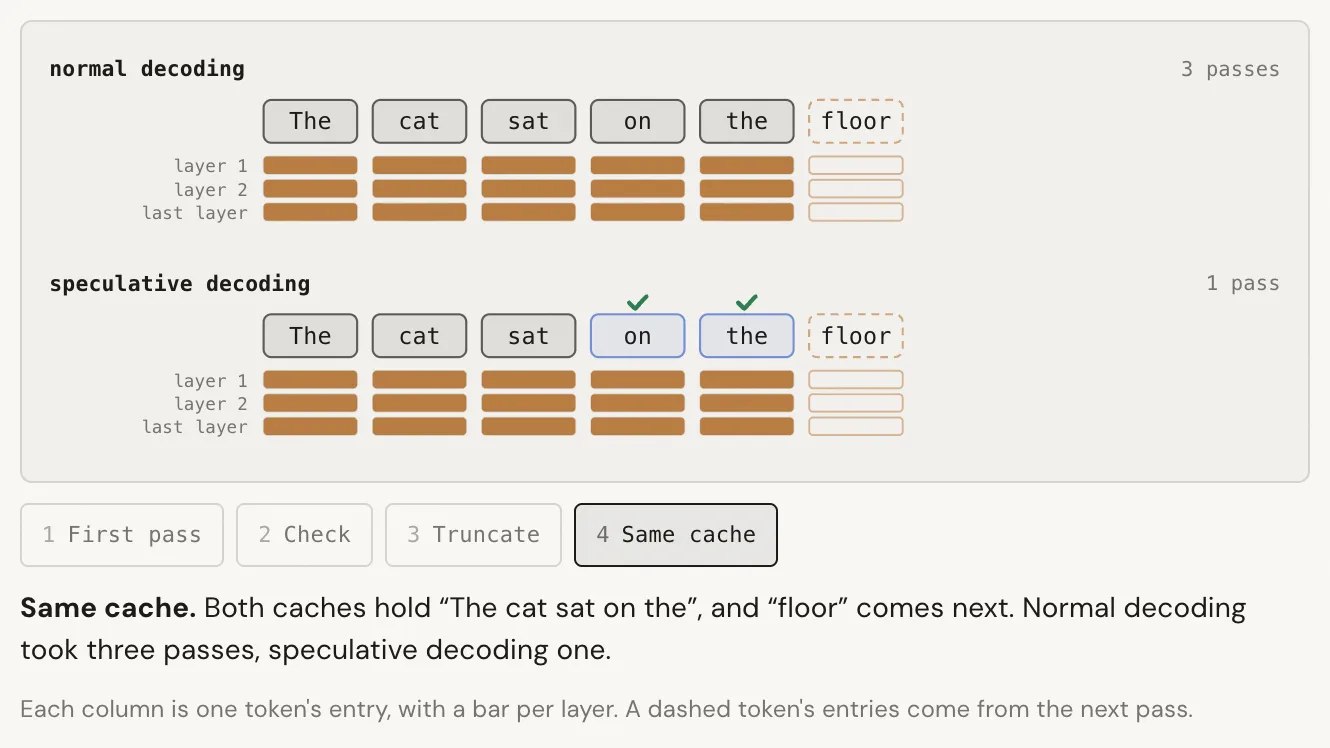 normal decoding 3 passes
The cat sat on the floor
layer 1
layer 2
last layer
speculative decoding 1 pass
The cat sat on the floor
layer 1
layer 2
last layer
1 First pass 2 Check 3 Truncate 4 Same cache
Same cache. Both caches hold “The cat sat on the”, and “floor” comes next. Normal decoding
took three passes, speculative decoding one.
Each column is one token's entry, with a bar per layer. A dashed token's entries come from the next pass.